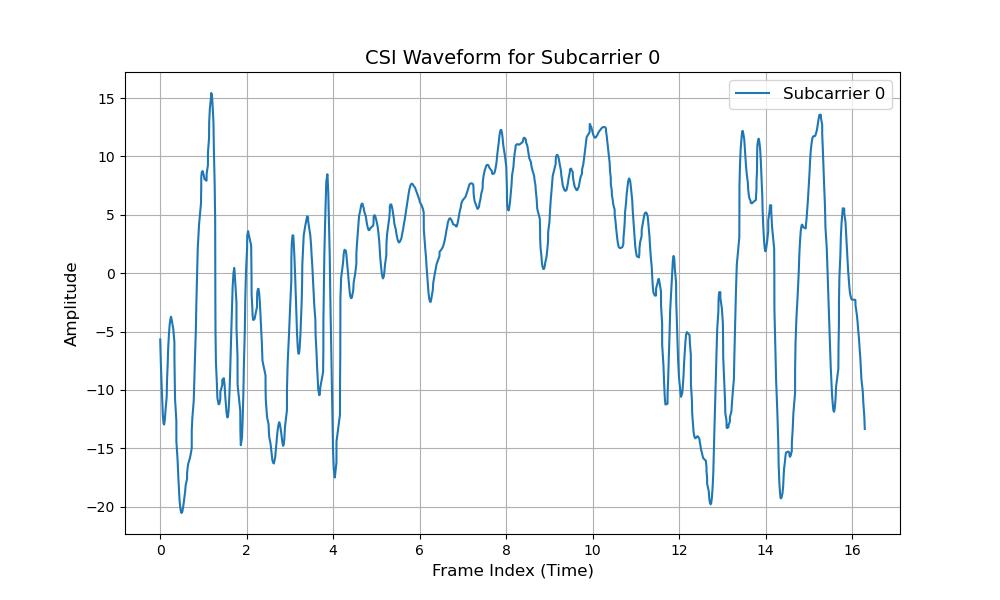 CSI Waveform for Subcarrier 0
Subcarrier 0
15
10
5
0
−5
−10
−15
−20
Amplitude
0 2 4 6 8 10 12 14 16
Frame Index (Time)